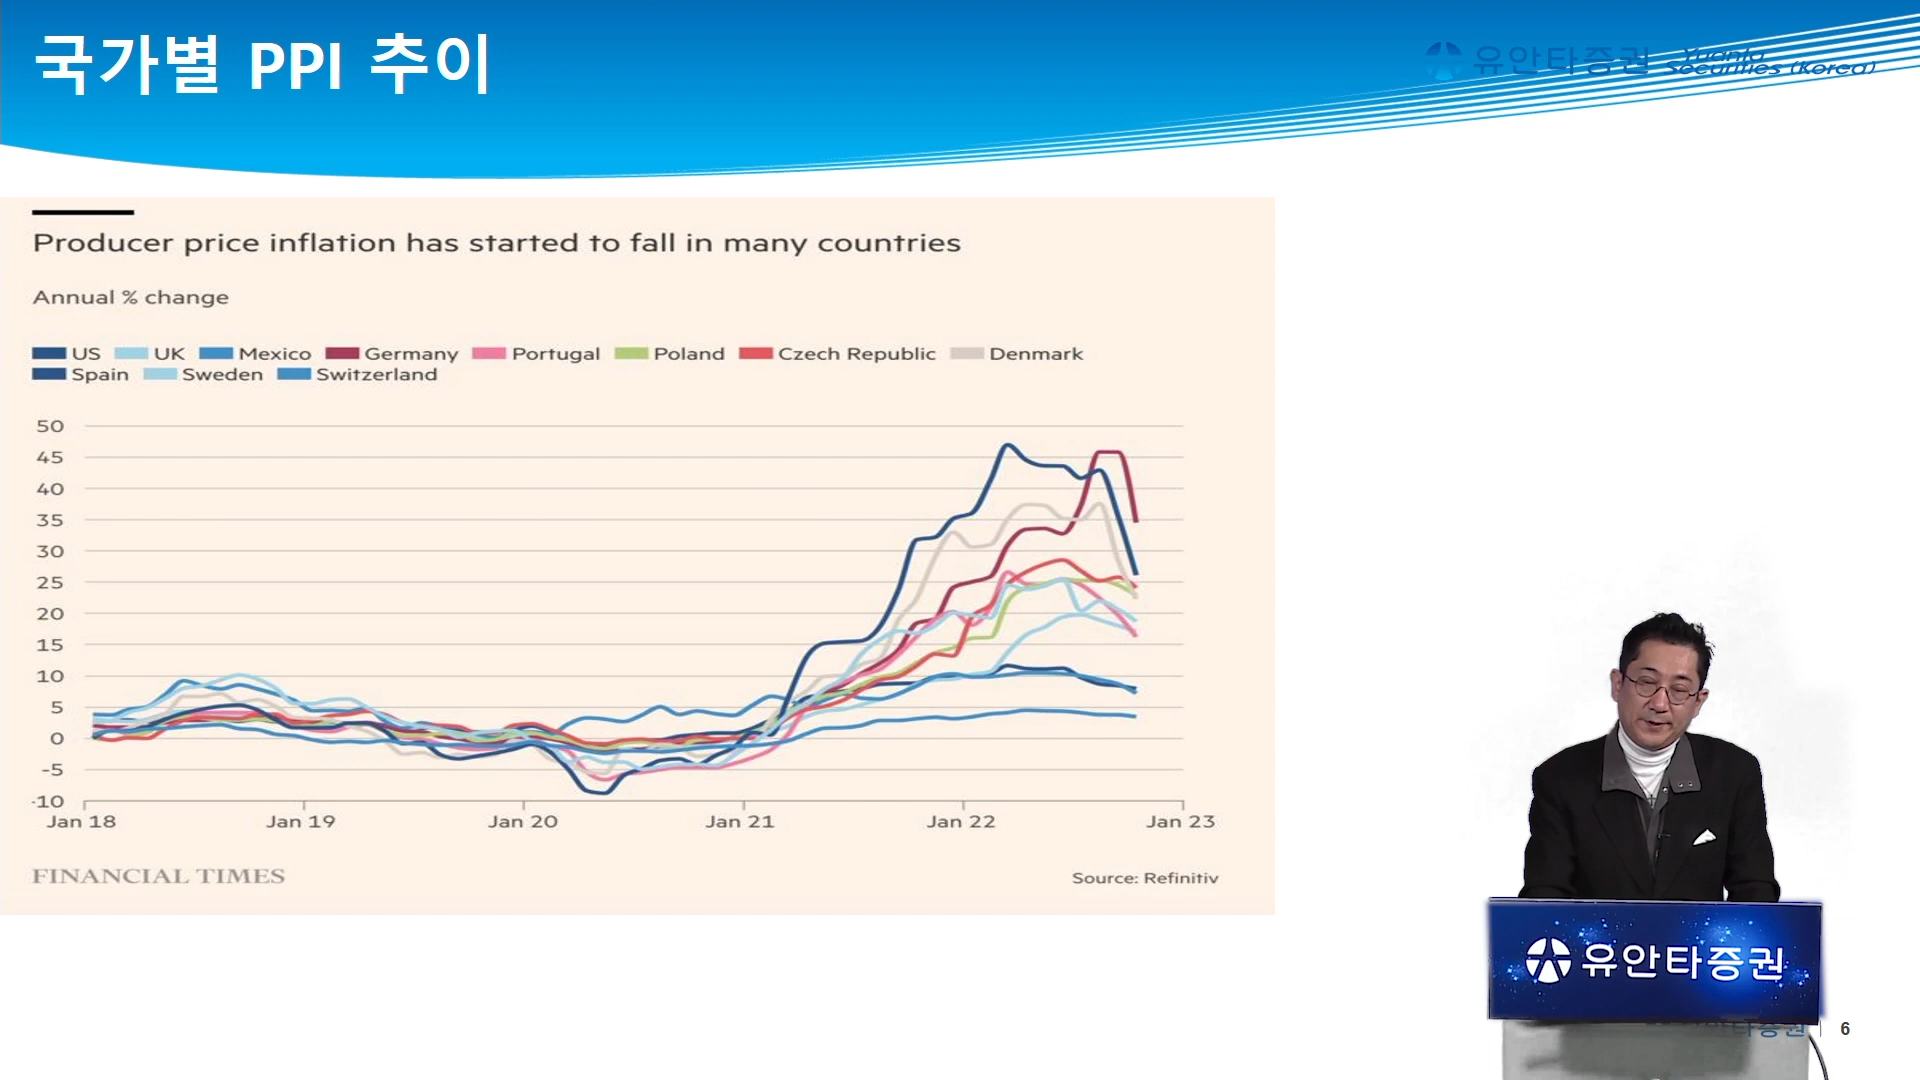 국가별 PPI 추이
유안타증권 Yuanta Securities (Korea)
Producer price inflation has started to fall in many countries
Annual % change
US UK Mexico Germany Portugal Poland Czech Republic Denmark
Spain Sweden Switzerland
50
45
40
35
30
25
20
15
10
5
0
-5
-10
Jan 18 Jan 19 Jan 20 Jan 21 Jan 22 Jan 23
FINANCIAL TIMES
Source: Refinitiv
유안타증권
6